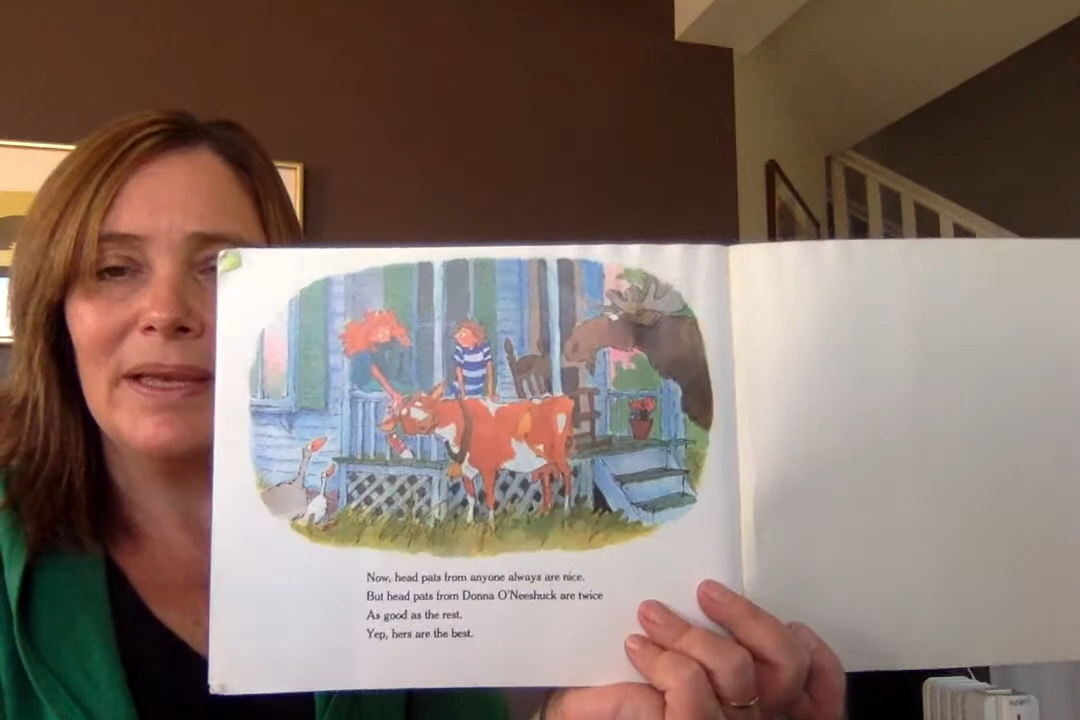 Now, head pats from anyone always are nice.
But head pats from Donna O'Neeshuck are twice
As good as the rest.
Yep, hers are the best.